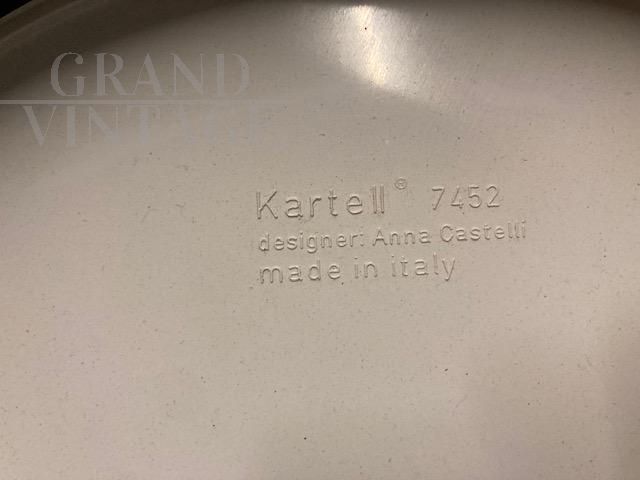 GRAND
VINTAGE
Kartell® 7452
designer: Anna Castelli
made in italy